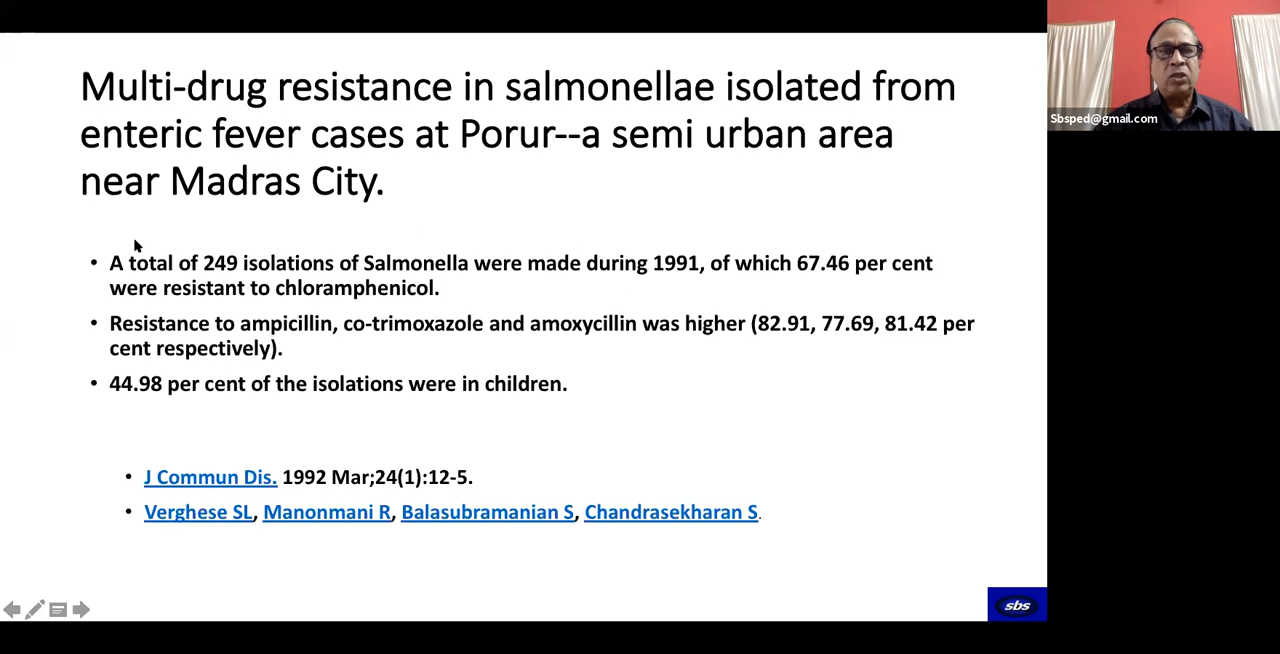 Multi-drug resistance in salmonellae isolated from
enteric fever cases at Porur--a semi urban area
near Madras City.
• A total of 249 isolations of Salmonella were made during 1991, of which 67.46 per cent
were resistant to chloramphenicol.
• Resistance to ampicillin, co-trimoxazole and amoxycillin was higher (82.91, 77.69, 81.42 per
cent respectively).
• 44.98 per cent of the isolations were in children.
• J Commun Dis. 1992 Mar;24(1):12-5.
• Verghese SL, Manonmani R, Balasubramanian S, Chandrasekharan S.
sbs
Sbsped@gmail.com